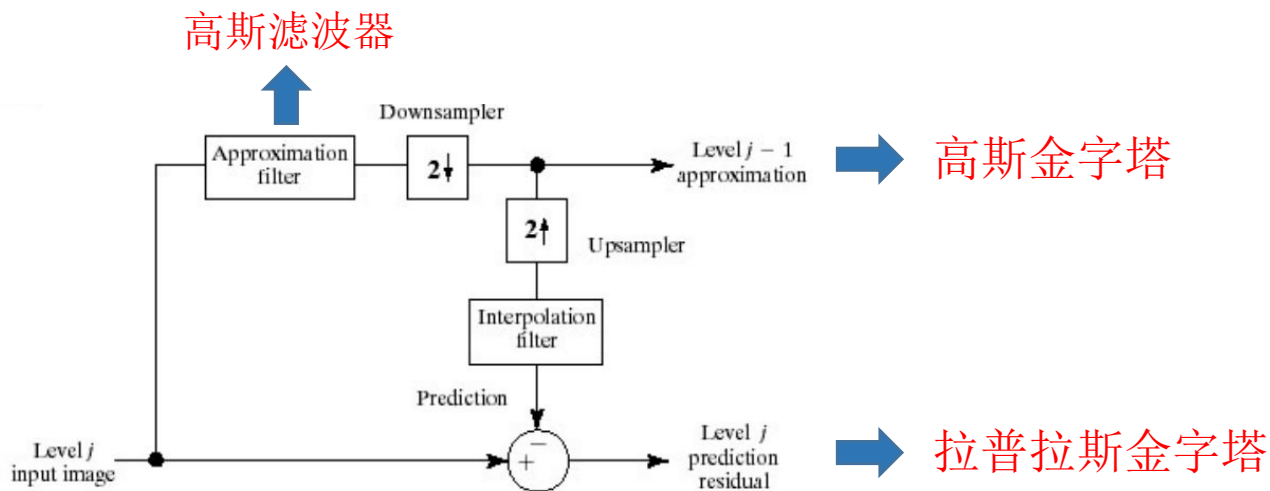 高斯滤波器
Downsampler
Approximation
filter
2↓
Level j − 1
approximation
高斯金字塔
2↑
Upsampler
Interpolation
filter
Prediction
−
+
Level j
input image
Level j
prediction
residual
拉普拉斯金字塔